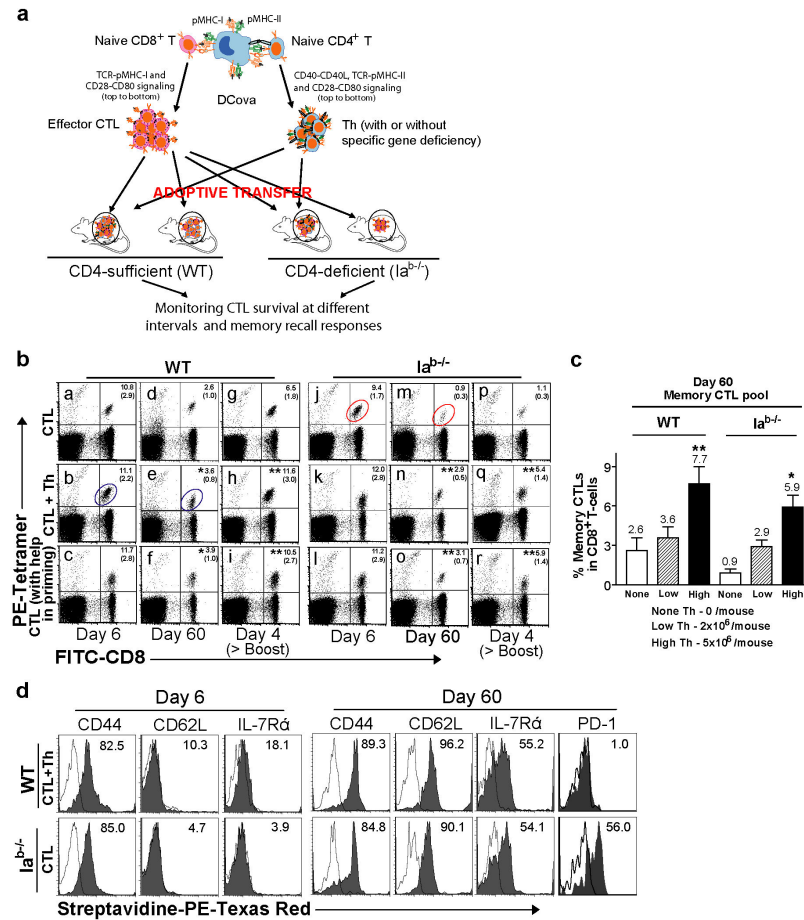 a
pMHC-I pMHC-II
Naive CD8+ T Naive CD4+ T
TCR-pMHC-I and
CD28-CD80 signaling
(top to bottom)
DCova
CD40-CD40L, TCR-pMHC-II
and CD28-CD80 signaling
(top to bottom)
Effector CTL
Th (with or without
specific gene deficiency)
ADOPTIVE TRANSFER
CD4-sufficient (WT) CD4-deficient (Iab-/-)
Monitoring CTL survival at different
intervals and memory recall responses
b
WT Iab-/-
PE-Tetramer
CTL
a 10.8 (2.9)
d 2.6 (1.0)
g 6.5 (1.8)
j 9.4 (1.7)
m 0.9 (0.3)
p 1.1 (0.3)
CTL + Th
b 11.1 (2.2)
e *3.6 (0.8)
h **11.6 (3.0)
k 12.0 (2.8)
n **2.9 (0.5)
q **5.4 (1.4)
CTL (with help
in priming)
c 11.7 (2.8)
f *3.9 (1.0)
i **10.5 (2.7)
l 11.2 (2.9)
o **3.1 (0.7)
r **5.9 (1.4)
Day 6 Day 60 Day 4 Day 6 Day 60 Day 4
(> Boost) (> Boost)
FITC-CD8
c
Day 60
Memory CTL pool
WT Iab-/-
% Memory CTLs
in CD8+ T-cells
9
6
3
0
2.6 3.6 ** 7.7 0.9 2.9 * 5.9
None Low High None Low High
None Th - 0 /mouse
Low Th - 2x106/mouse
High Th - 5x106 /mouse
d
Day 6 Day 60
CD44 CD62L IL-7Rά CD44 CD62L IL-7Rά PD-1
WT
CTL+Th
82.5 10.3 18.1 89.3 96.2 55.2 1.0
Iab-/-
CTL
85.0 4.7 3.9 84.8 90.1 54.1 56.0
Streptavidine-PE-Texas Red